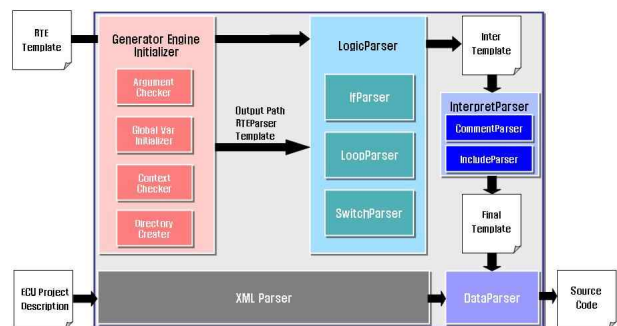 RTE
Template
Generator Engine
Initializer
Argument
Checker
Global Var
Initializer
Context
Checker
Directory
Creater
Output Path
RTEParser
Template
LogicParser
IfParser
LoopParser
SwitchParser
Inter
Template
InterpretParser
CommentParser
IncludeParser
Final
Template
ECU Project
Description
XML Parser
DataParser
Source
Code